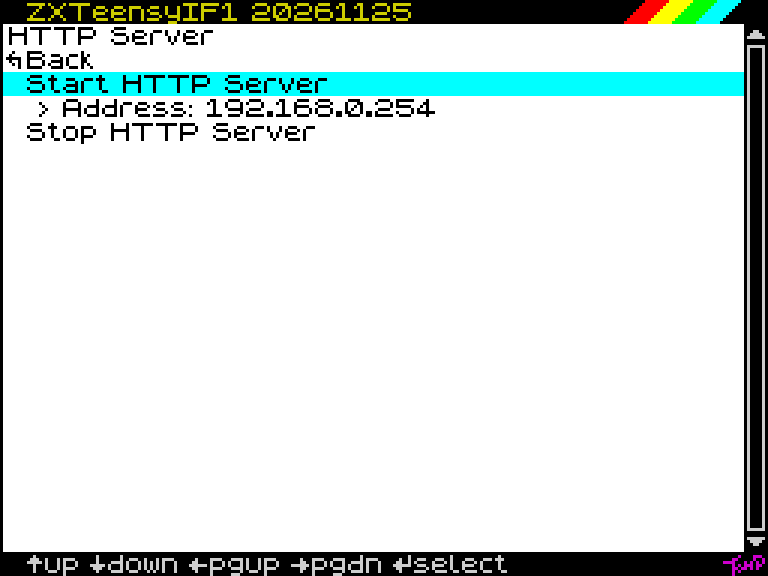 ZXTeensyIF1 20261125
HTTP Server
↰Back
Start HTTP Server
> Address: 192.168.0.254
Stop HTTP Server
↑up ↓down ←pgup →pgdn ↵select